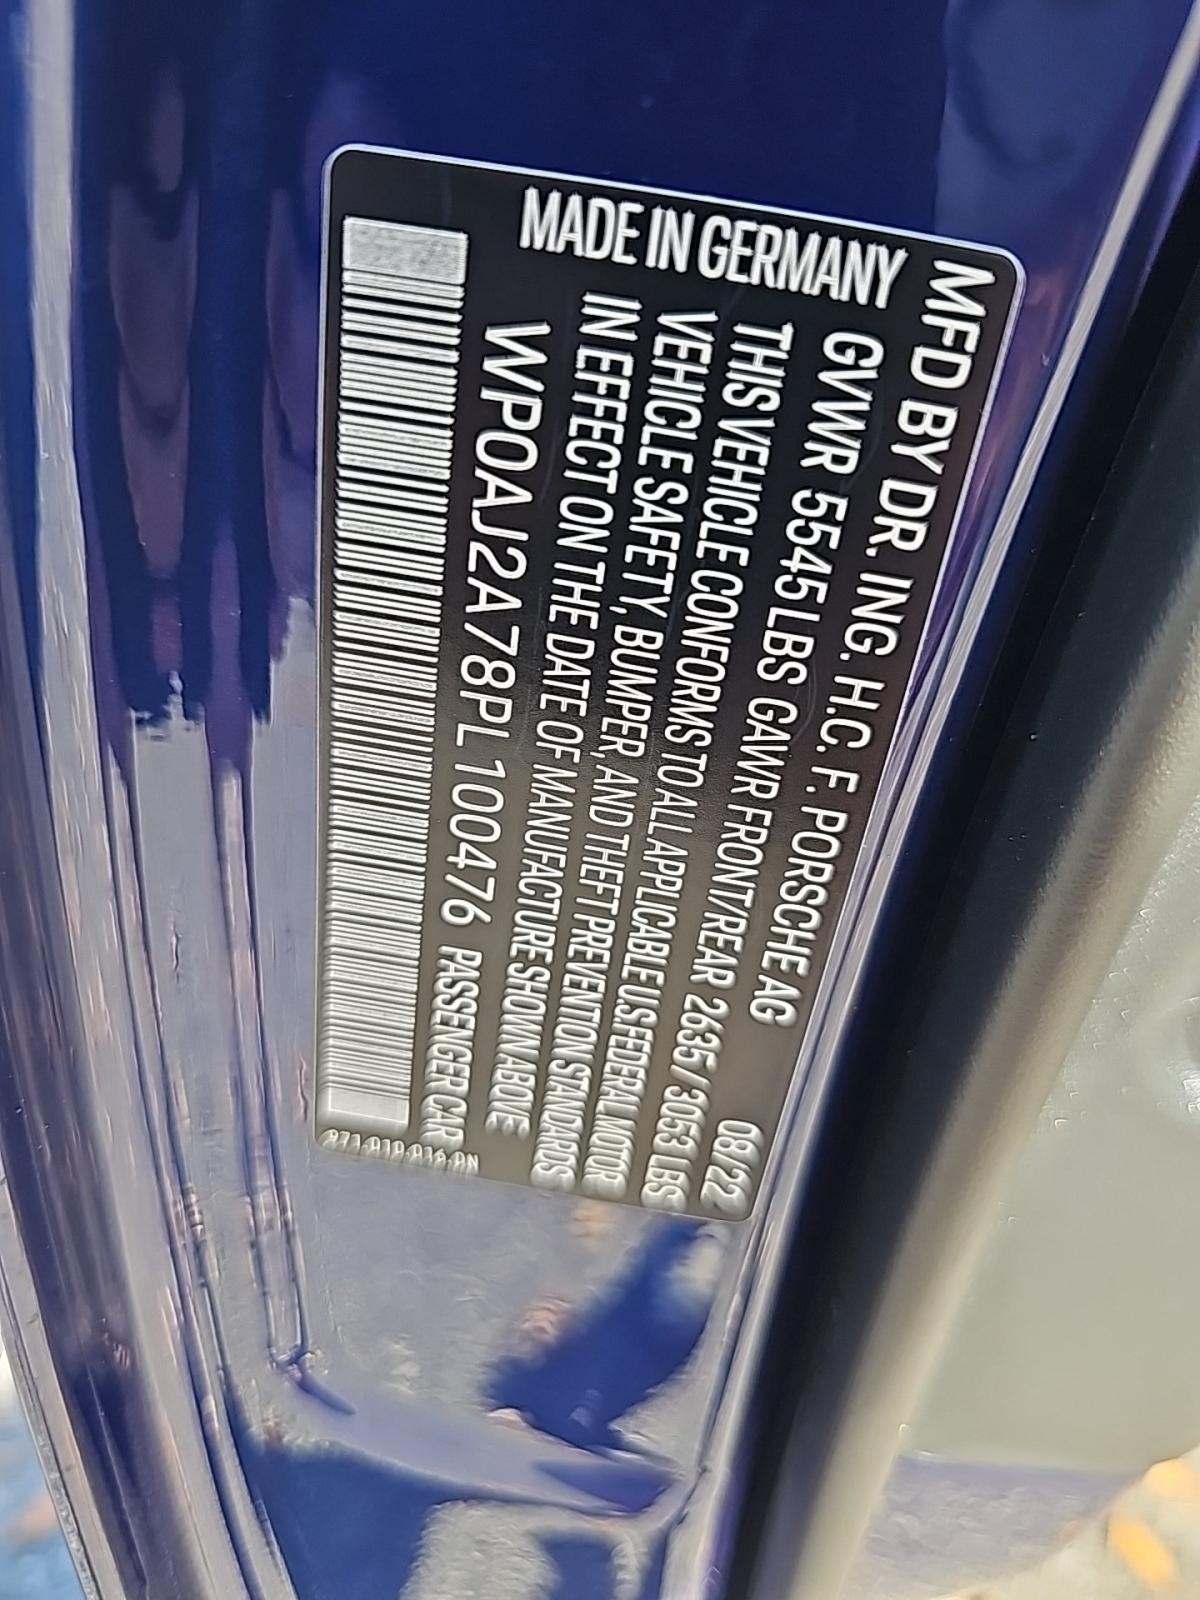 MFD BY DR. ING. H.C. F. PORSCHE AG
08/22
GVWR 5545 LBS GAWR FRONT/REAR 2635 / 3053 LBS
THIS VEHICLE CONFORMS TO ALL APPLICABLE U.S FEDERAL MOTOR
VEHICLE SAFETY, BUMPER, AND THEFT PREVENTION STANDARDS
IN EFFECT ON THE DATE OF MANUFACTURE SHOWN ABOVE
WP0AJ2A78PL100476 PASSENGER CAR
MADE IN GERMANY